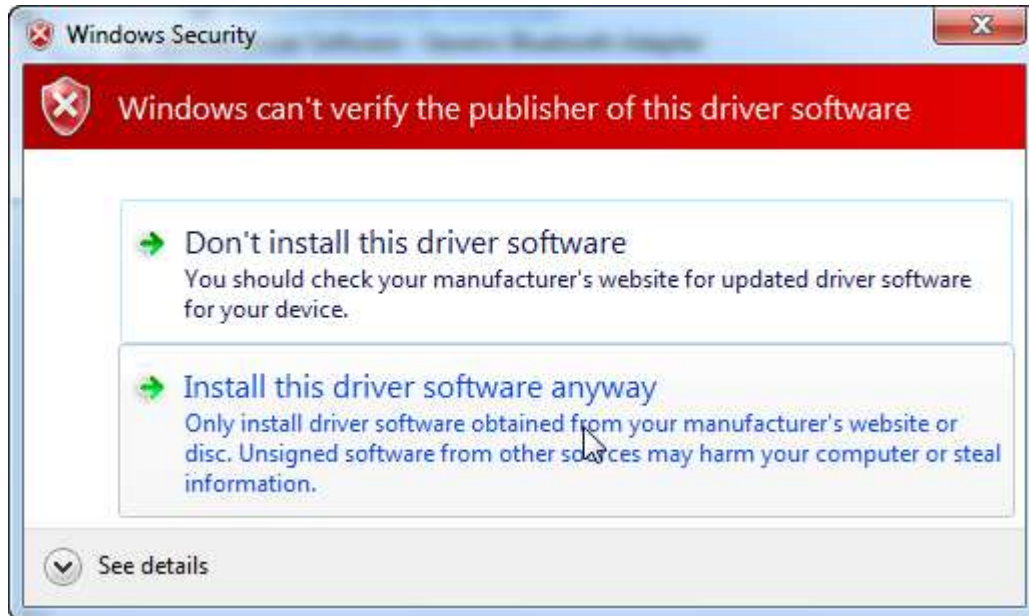 Windows Security
Windows can't verify the publisher of this driver software
Don't install this driver software
You should check your manufacturer's website for updated driver software
for your device.
Install this driver software anyway
Only install driver software obtained from your manufacturer's website or
disc. Unsigned software from other sources may harm your computer or steal
information.
See details